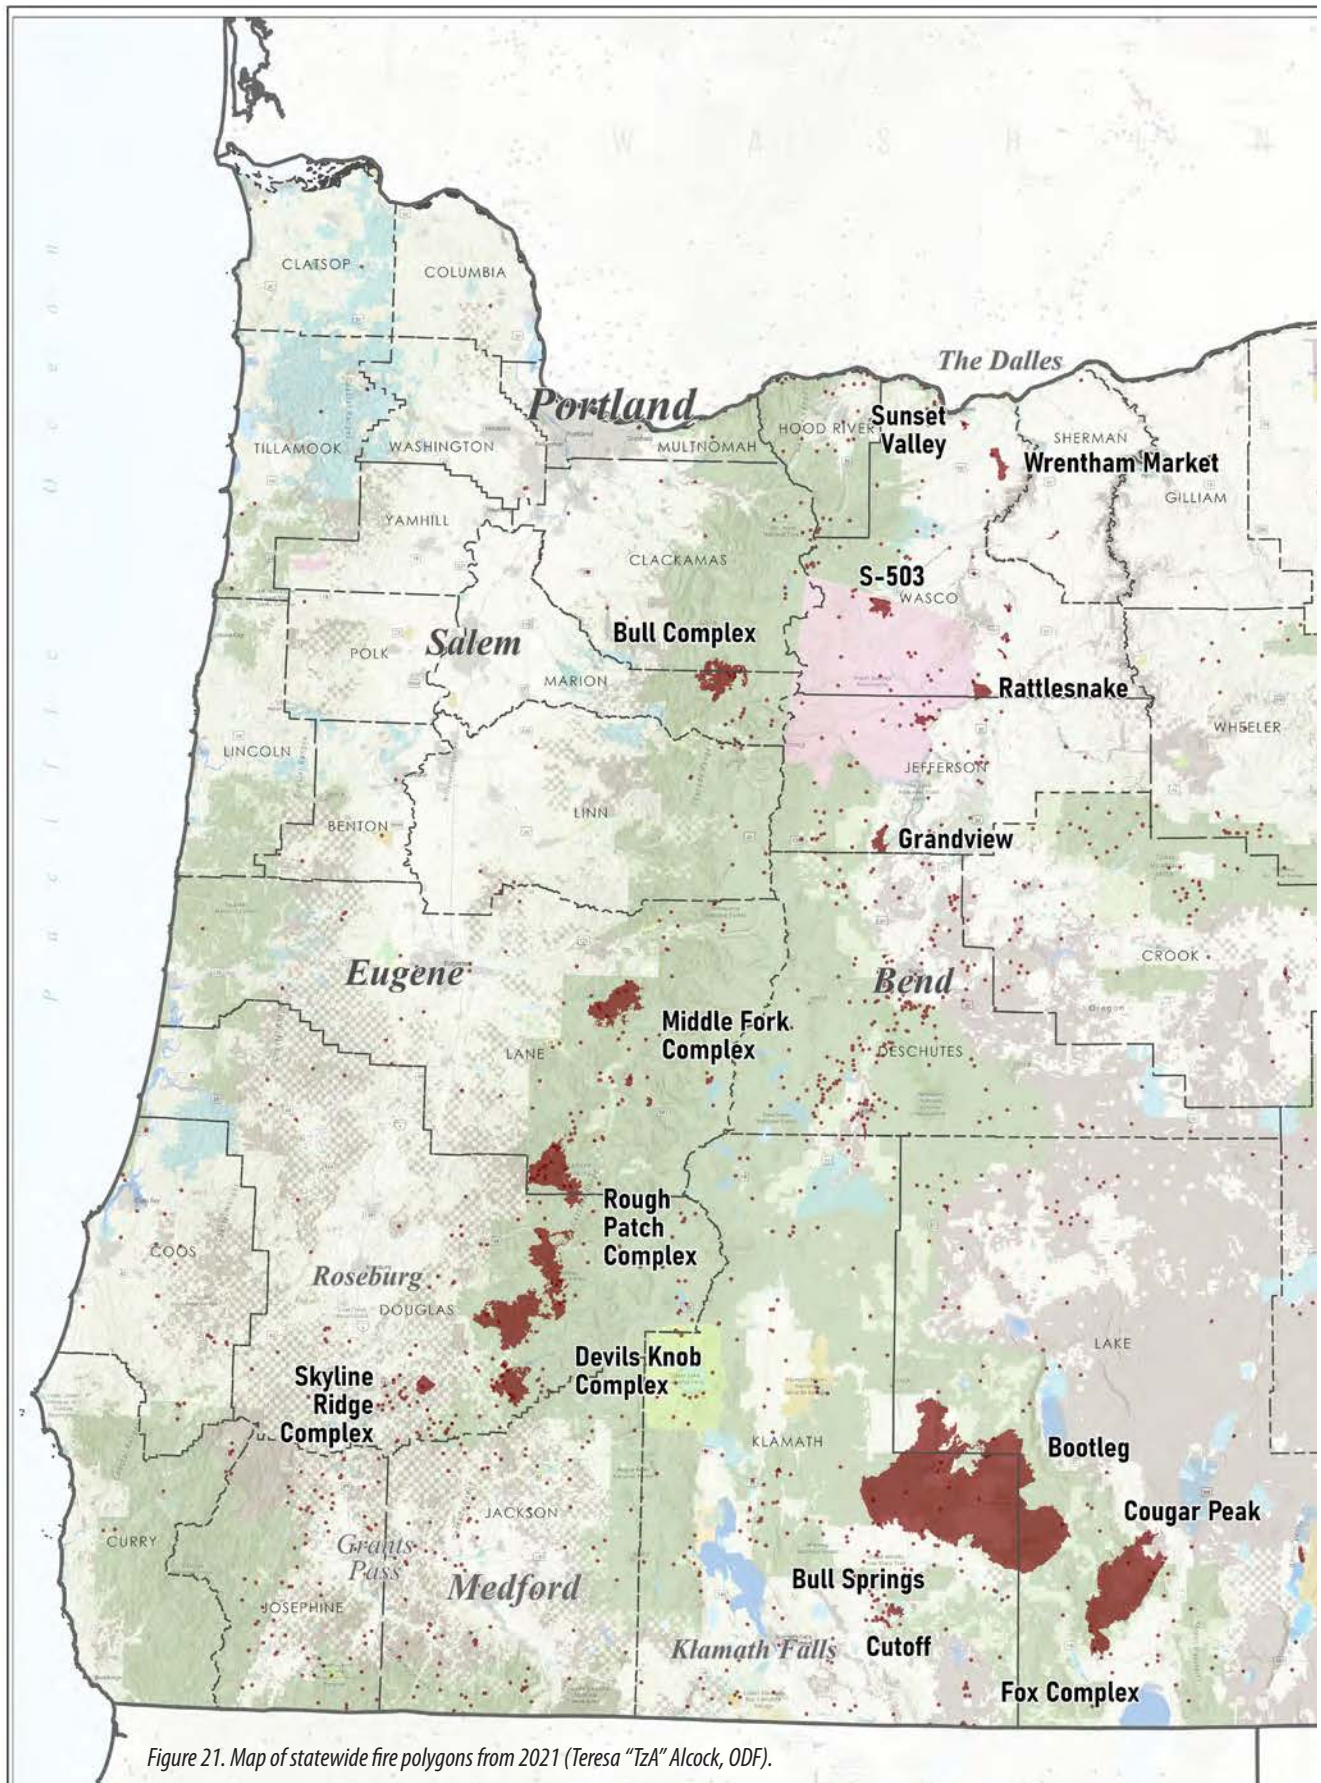 W A S H I N
CLATSOP
COLUMBIA
The Dalles
Portland
Sunset
Valley
HOOD RIVER
SHERMAN
TILLAMOOK
WASHINGTON
MULTNOMAH
Wrentham Market
GILLIAM
YAMHILL
CLACKAMAS
S-503
WASCO
Bull Complex
Salem
POLK
MARION
Rattlesnake
WHEELER
LINCOLN
JEFFERSON
LINN
BENTON
Grandview
Pacific Ocean
CROOK
Eugene
Bend
Oregon
Middle Fork
Complex
LANE
DESCHUTES
Rough
Patch
Complex
COOS
Roseburg
DOUGLAS
LAKE
Devils Knob
Complex
Skyline
Ridge
Complex
KLAMATH
Bootleg
Cougar Peak
JACKSON
CURRY
Grants
Pass
Medford
Bull Springs
JOSEPHINE
Klamath Falls
Cutoff
Fox Complex
Figure 21. Map of statewide fire polygons from 2021 (Teresa “TzA” Alcock, ODF).